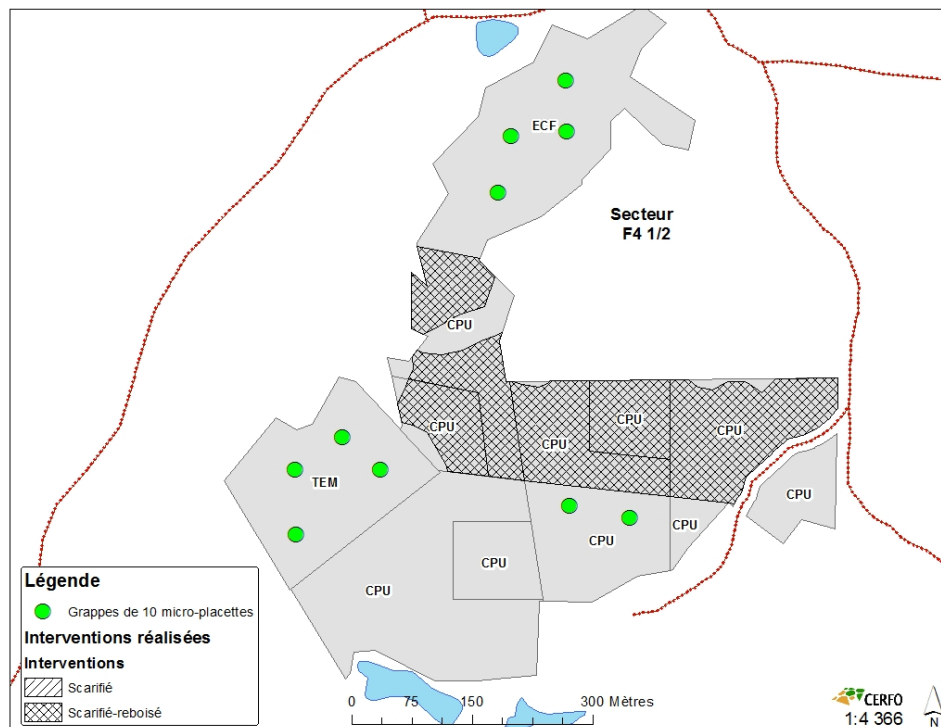 ECF
Secteur
F4 1/2
CPU
CPU
CPU
CPU
CPU
TEM
CPU
CPU
CPU
CPU
CPU
Légende
Grappes de 10 micro-placettes
Interventions réalisées
Interventions
Scarifié
Scarifié-reboisé
0 75 150 300 Mètres
CERFO
1:4 366
N